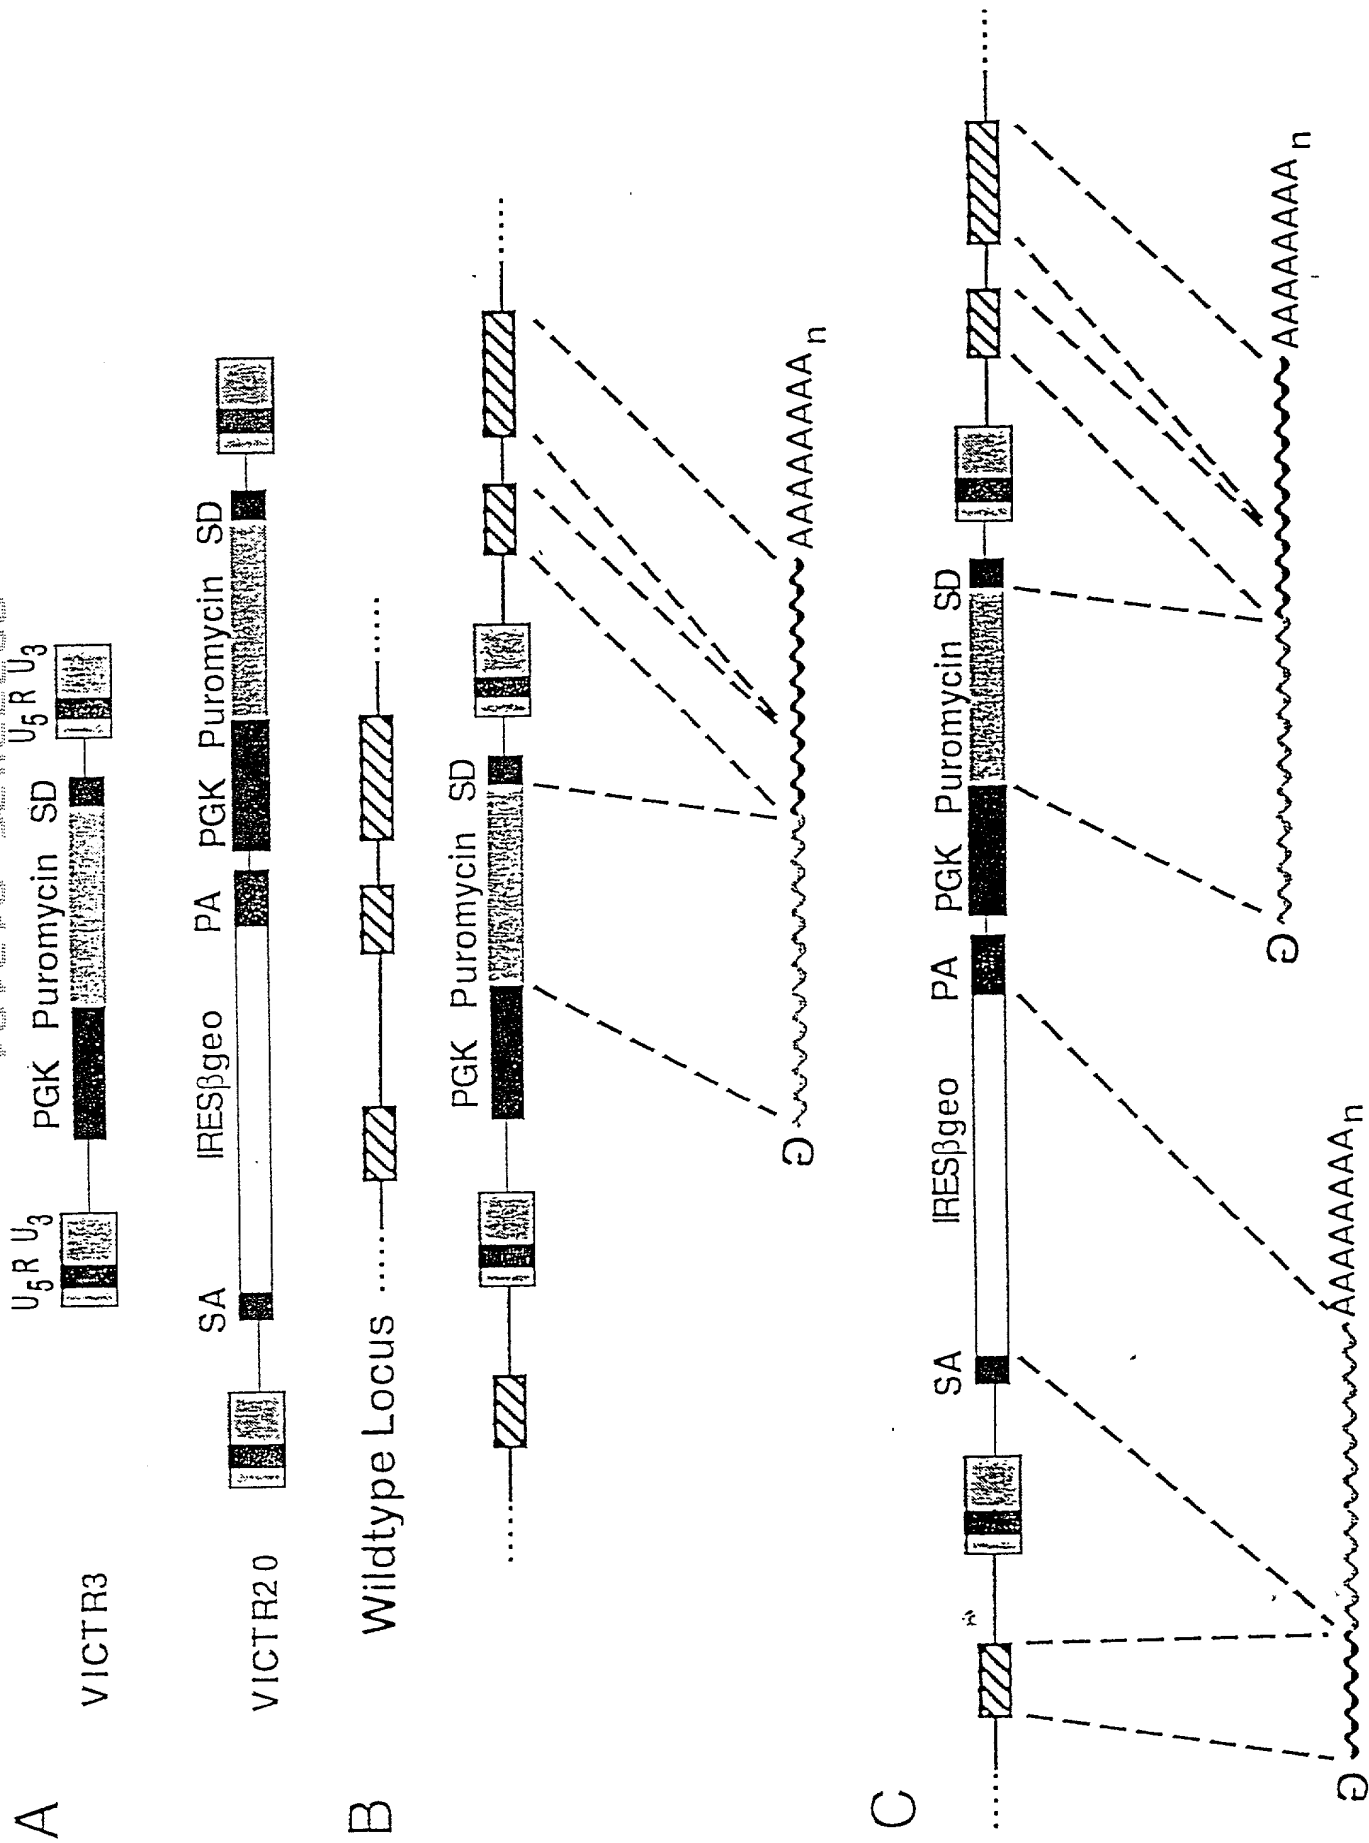 A
U5 R U3 U5 R U3
PGK Puromycin SD
VICTR3
SA IRESβgeo PA PGK Puromycin SD
VICTR20
B
Wildtype Locus
PGK Puromycin SD
G AAAAAAAAn
C
SA IRESβgeo PA PGK Puromycin SD
G AAAAAAAAn
G AAAAAAAAn